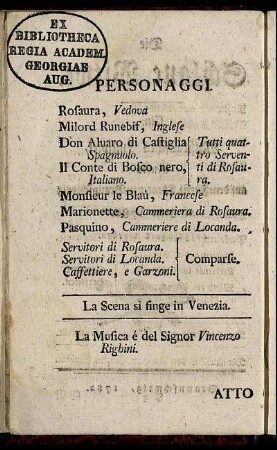 EX
BIBLIOTHECA
REGIA ACADEM.
GEORGIAE
AUG.
PERSONAGGI.
Rosaura, Vedova
Milord Runebif, Inglese
Don Aluaro di Castiglia
Spagnuolo.
Il Conte di Bosco nero,
Italiano.
Monsieur le Blaù, Francese
Tutti quat-
tro Serven-
ti di Rosau-
ra.
Marionette, Cammeriera di Rosaura.
Pasquino, Cammeriere di Locanda.
Servitori di Rosaura.
Servitori di Locanda.
Caffettiere, e Garzoni.
Comparse.
La Scena si finge in Venezia.
La Musica é del Signor Vincenzo
Righini.
ATTO